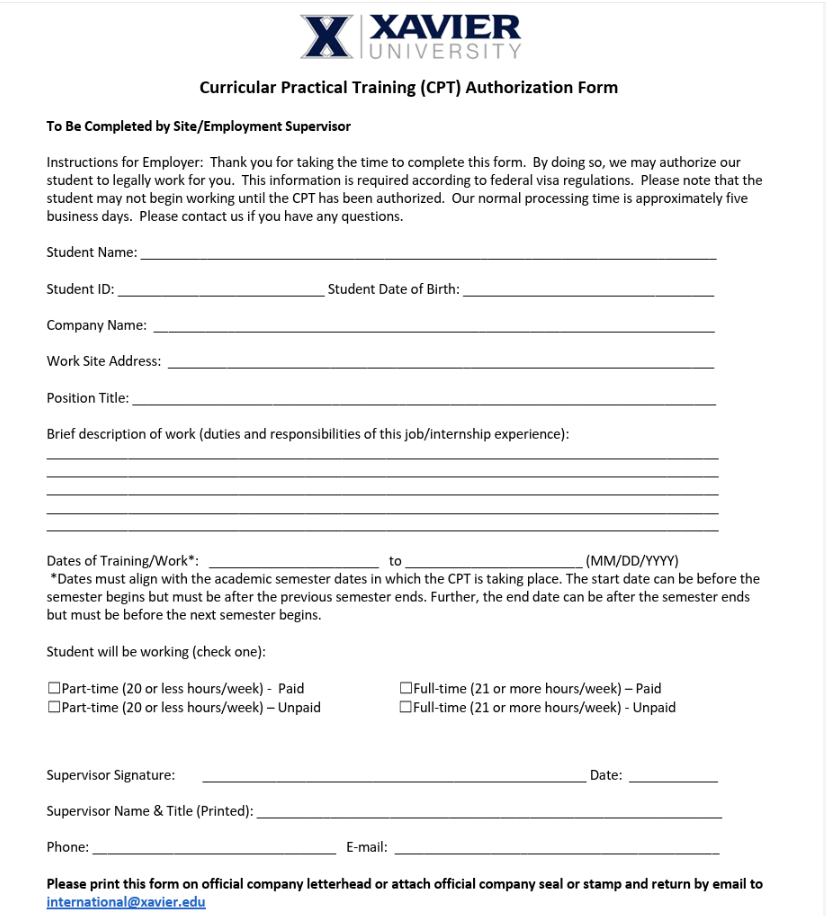 XAVIER
UNIVERSITY
Curricular Practical Training (CPT) Authorization Form
To Be Completed by Site/Employment Supervisor
Instructions for Employer:  Thank you for taking the time to complete this form.  By doing so, we may authorize our
student to legally work for you.  This information is required according to federal visa regulations.  Please note that the
student may not begin working until the CPT has been authorized.  Our normal processing time is approximately five
business days.  Please contact us if you have any questions.
Student Name: ____________________
Student ID: ____________________ Student Date of Birth: ____________________
Company Name: ____________________
Work Site Address: ____________________
Position Title: ____________________
Brief description of work (duties and responsibilities of this job/internship experience):
Dates of Training/Work*: ____________________ to ____________________ (MM/DD/YYYY)
*Dates must align with the academic semester dates in which the CPT is taking place. The start date can be before the
semester begins but must be after the previous semester ends. Further, the end date can be after the semester ends
but must be before the next semester begins.
Student will be working (check one):
☐Part-time (20 or less hours/week) -  Paid ☐Full-time (21 or more hours/week) – Paid
☐Part-time (20 or less hours/week) – Unpaid ☐Full-time (21 or more hours/week) - Unpaid
Supervisor Signature: ____________________ Date: __________
Supervisor Name & Title (Printed): ____________________
Phone: ____________________ E-mail: ____________________
Please print this form on official company letterhead or attach official company seal or stamp and return by email to
international@xavier.edu